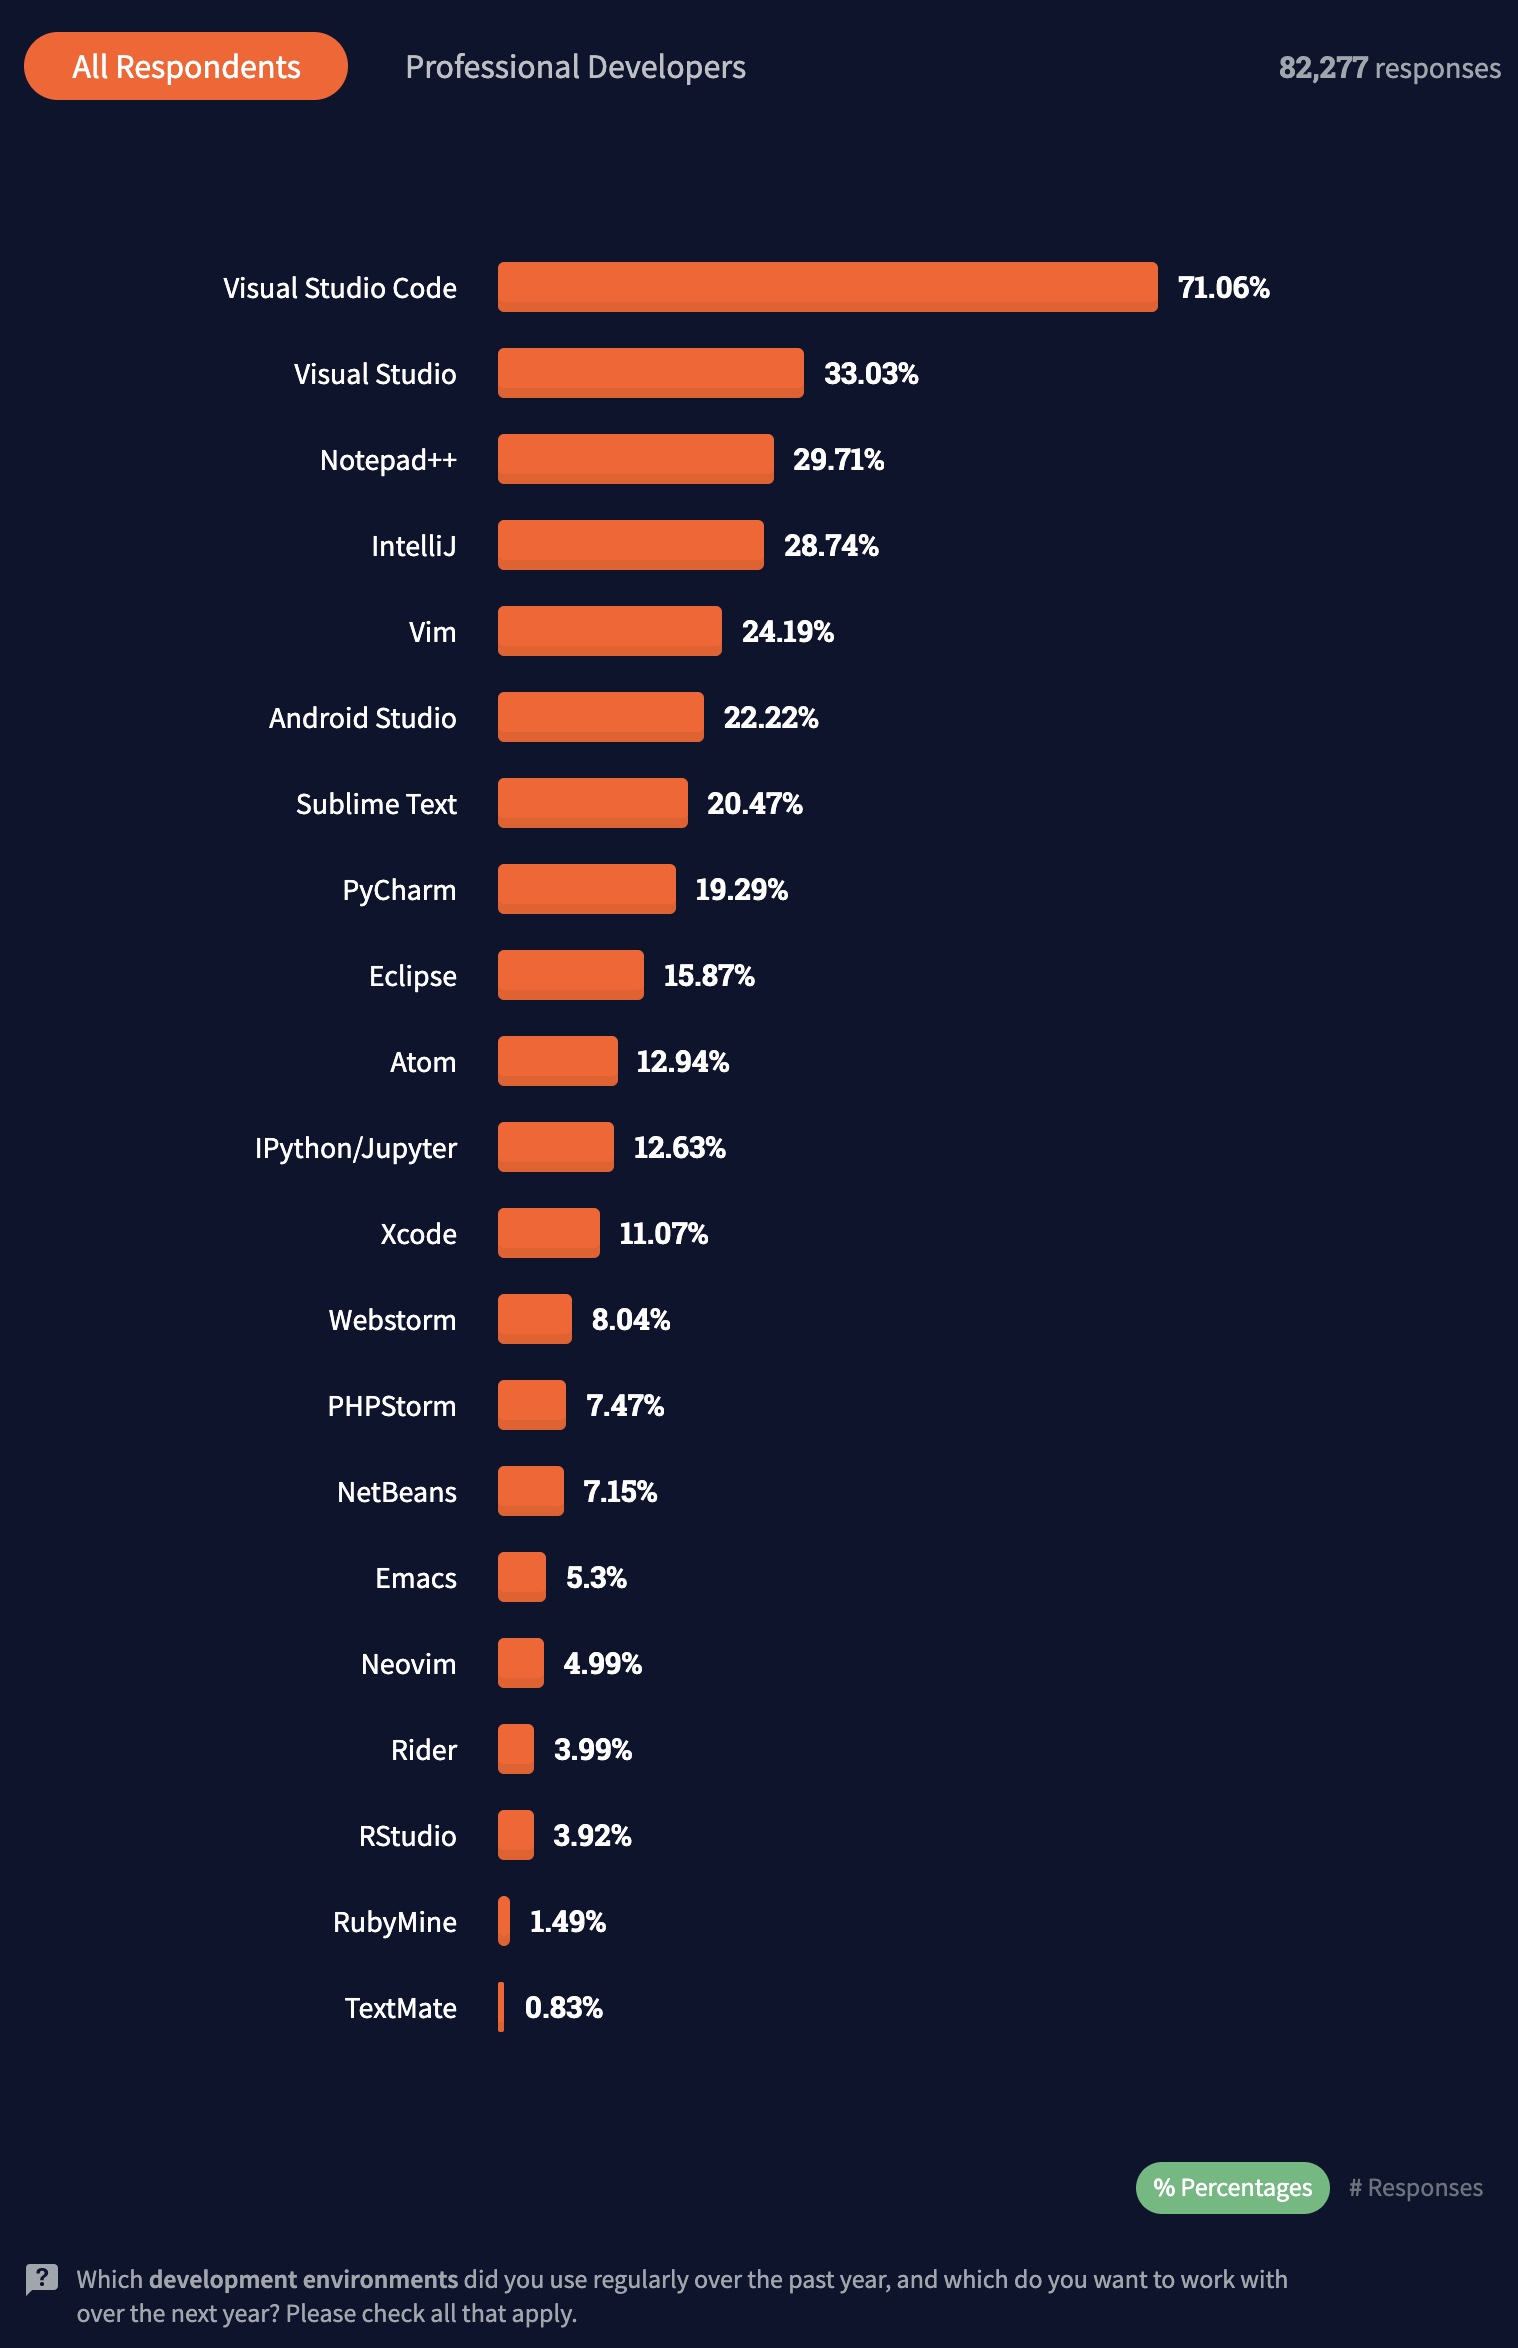 All Respondents Professional Developers 82,277 responses
Visual Studio Code 71.06%
Visual Studio 33.03%
Notepad++ 29.71%
IntelliJ 28.74%
Vim 24.19%
Android Studio 22.22%
Sublime Text 20.47%
PyCharm 19.29%
Eclipse 15.87%
Atom 12.94%
IPython/Jupyter 12.63%
Xcode 11.07%
Webstorm 8.04%
PHPStorm 7.47%
NetBeans 7.15%
Emacs 5.3%
Neovim 4.99%
Rider 3.99%
RStudio 3.92%
RubyMine 1.49%
TextMate 0.83%
% Percentages # Responses
? Which development environments did you use regularly over the past year, and which do you want to work with
over the next year? Please check all that apply.